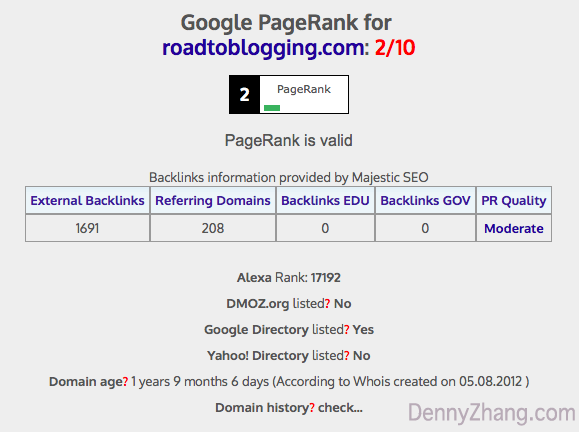 Google PageRank for
roadtoblogging.com: 2/10
2 PageRank
PageRank is valid
Backlinks information provided by Majestic SEO
External Backlinks Referring Domains Backlinks EDU Backlinks GOV PR Quality
1691 208 0 0 Moderate
Alexa Rank: 17192
DMOZ.org listed? No
Google Directory listed? Yes
Yahoo! Directory listed? No
Domain age? 1 years 9 months 6 days (According to Whois created on 05.08.2012 )
Domain history? check...
DennyZhang.com